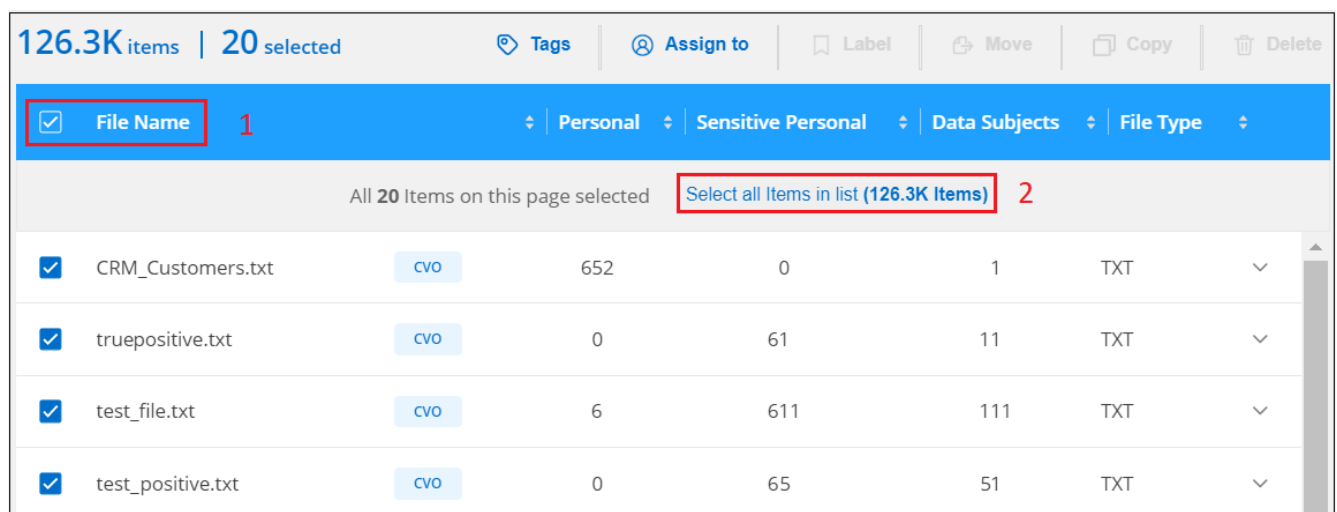 126.3K items | 20 selected Tags Assign to Label Move Copy Delete
File Name 1 Personal Sensitive Personal Data Subjects File Type
All 20 Items on this page selected Select all Items in list (126.3K Items) 2
CRM_Customers.txt CVO 652 0 1 TXT
truepositive.txt CVO 0 61 11 TXT
test_file.txt CVO 6 611 111 TXT
test_positive.txt CVO 0 65 51 TXT